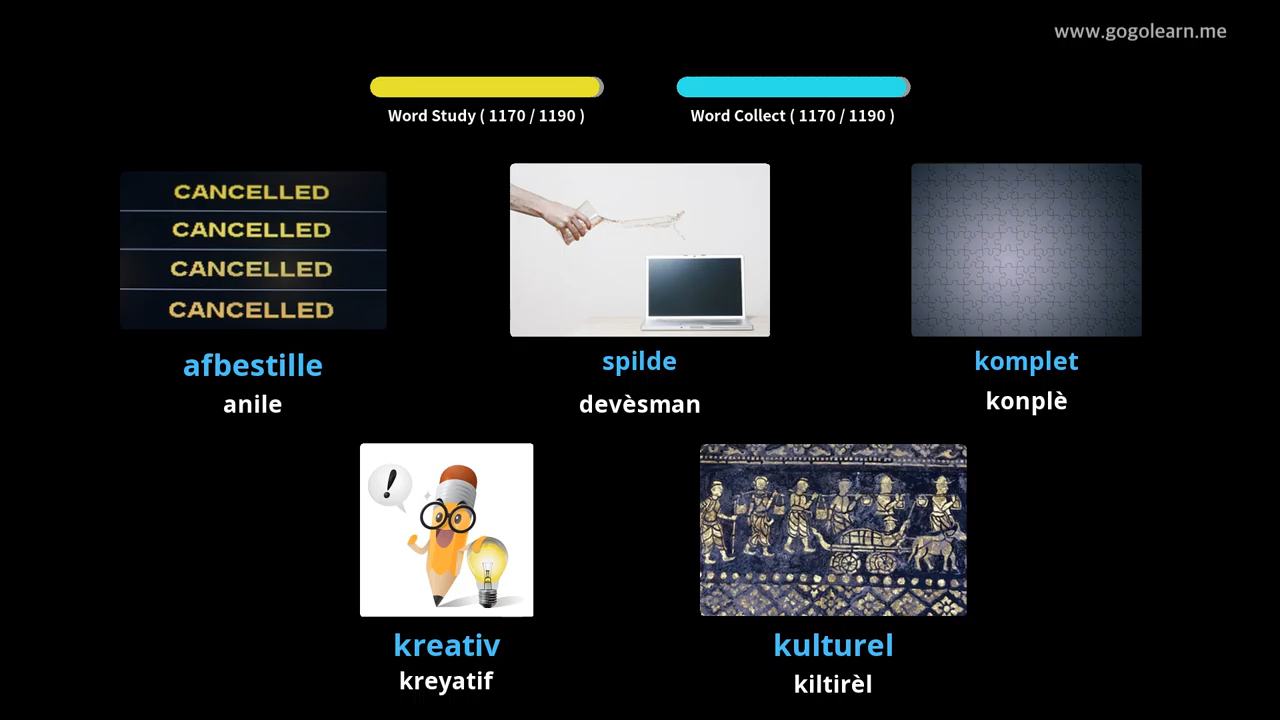 www.gogolearn.me
Word Study ( 1170 / 1190 )
Word Collect ( 1170 / 1190 )
CANCELLED
CANCELLED
CANCELLED
CANCELLED
afbestille
anile
spilde
devèsman
komplet
konplè
!
kreativ
kreyatif
kulturel
kiltirèl